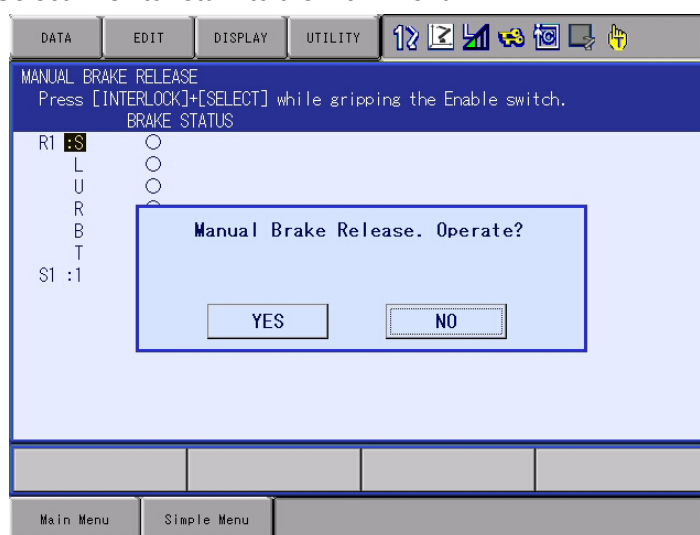 DATA EDIT DISPLAY UTILITY
MANUAL BRAKE RELEASE
Press [INTERLOCK]+[SELECT] while gripping the Enable switch.
BRAKE STATUS
R1 :S
L
U
R
B
T
S1 :1
Manual Brake Release. Operate?
YES NO
Main Menu Simple Menu